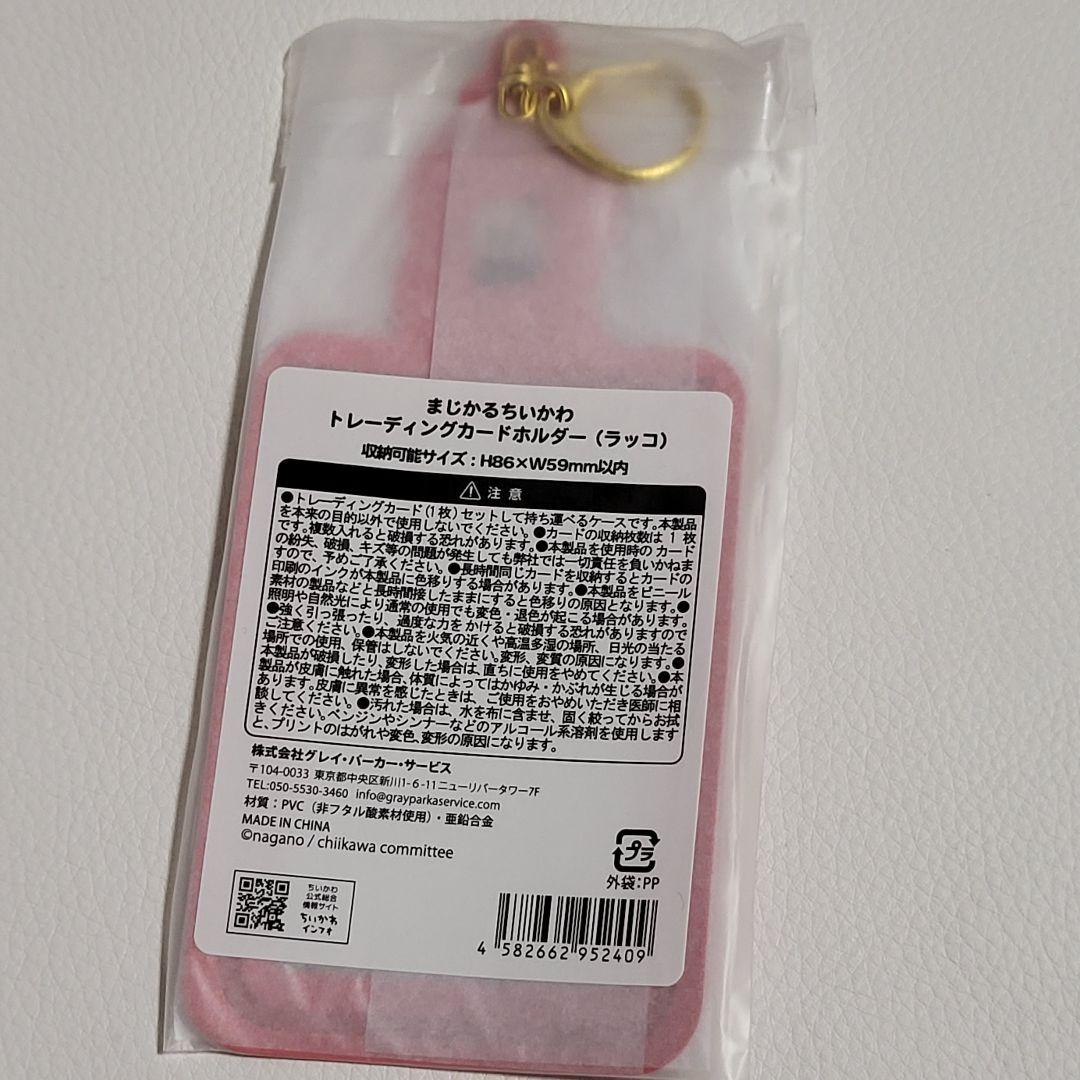 まじかるちいかわ
トレーディングカードホルダー（ラッコ）
収納可能サイズ：H86×W59mm以内
注意
●トレーディングカード（1枚）セットして持ち運べるケースです。本製品
を本来の目的以外で使用しないでください。●カードの収納枚数は1枚
です。複数入れると破損する恐れがあります。●本製品を使用時のカード
の紛失、破損、キズ等の問題が発生しても弊社では一切責任を負いかねま
すので、予めご了承ください。●長時間同じカードを収納するとカードの
印刷のインクが本製品に色移りする場合があります。●本製品をビニール
素材の製品などと長時間接したままにすると色移りの原因となります。●
照明や自然光により通常の使用でも変色・退色が起こる場合があります。
●強く引っ張ったり、過度な力をかけると破損する恐れがありますので
ご注意ください。●本製品を火気の近くや高温多湿の場所、日光の当たる
場所での使用、保管はしないでください。変形、変質の原因になります。●
本製品が破損したり、変形した場合は、直ちに使用をやめてください。●本
製品が皮膚に触れた場合、体質によってはかゆみ・かぶれが生じる場合が
あります。皮膚に異常を感じたときは、ご使用をおやめいただき医師に相
談してください。●汚れた場合は、水を布に含ませ、固く絞ってからお拭
きください。ベンジンやシンナーなどのアルコール系溶剤を使用します
と、プリントのはがれや変色、変形の原因になります。
株式会社グレイ・パーカー・サービス
〒104-0033 東京都中央区新川1-6-11ニューリバータワー7F
TEL:050-5530-3460 info@grayparkaservice.com
材質：PVC（非フタル酸素材使用）・亜鉛合金
MADE IN CHINA
©nagano / chiikawa committee
プラ
外袋：PP
ちいかわ
公式総合
情報サイト
ちいかわ
インフォ
4 582662 952409